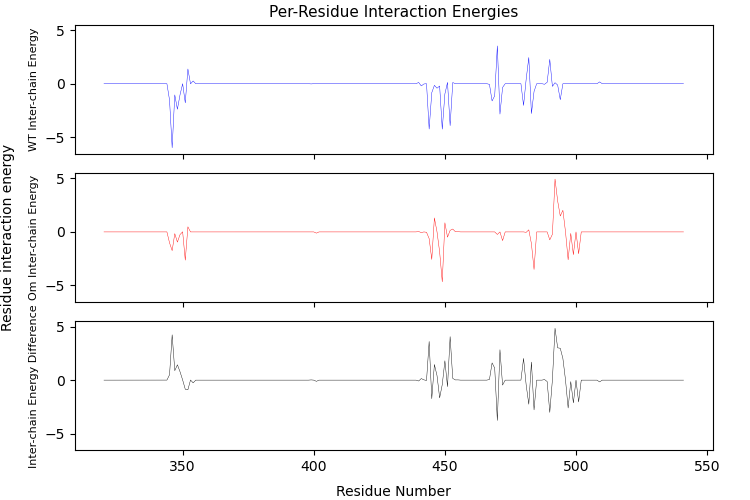 Per-Residue Interaction Energies
Residue interaction energy
WT Inter-chain Energy
5
0
−5
Om Inter-chain Energy
5
0
−5
Inter-chain Energy Difference
5
0
−5
350
400
450
500
550
Residue Number